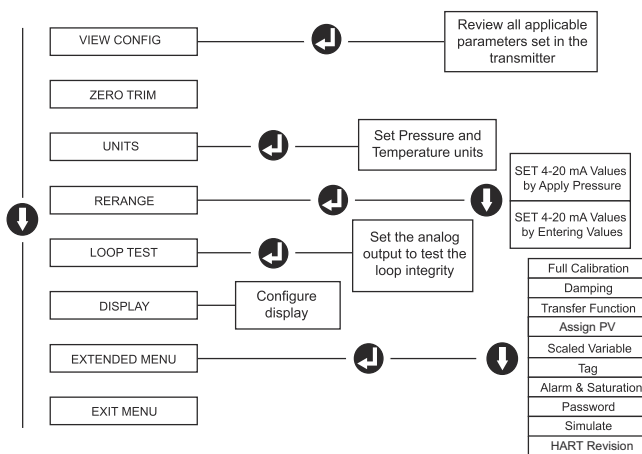 VIEW CONFIG
Review all applicable
parameters set in the
transmitter
ZERO TRIM
UNITS
Set Pressure and
Temperature units
RERANGE
SET 4-20 mA Values
by Apply Pressure
SET 4-20 mA Values
by Entering Values
LOOP TEST
Set the analog
output to test the
loop integrity
DISPLAY
Configure
display
EXTENDED MENU
Full Calibration
Damping
Transfer Function
Assign PV
Scaled Variable
Tag
Alarm & Saturation
Password
Simulate
HART Revision
EXIT MENU